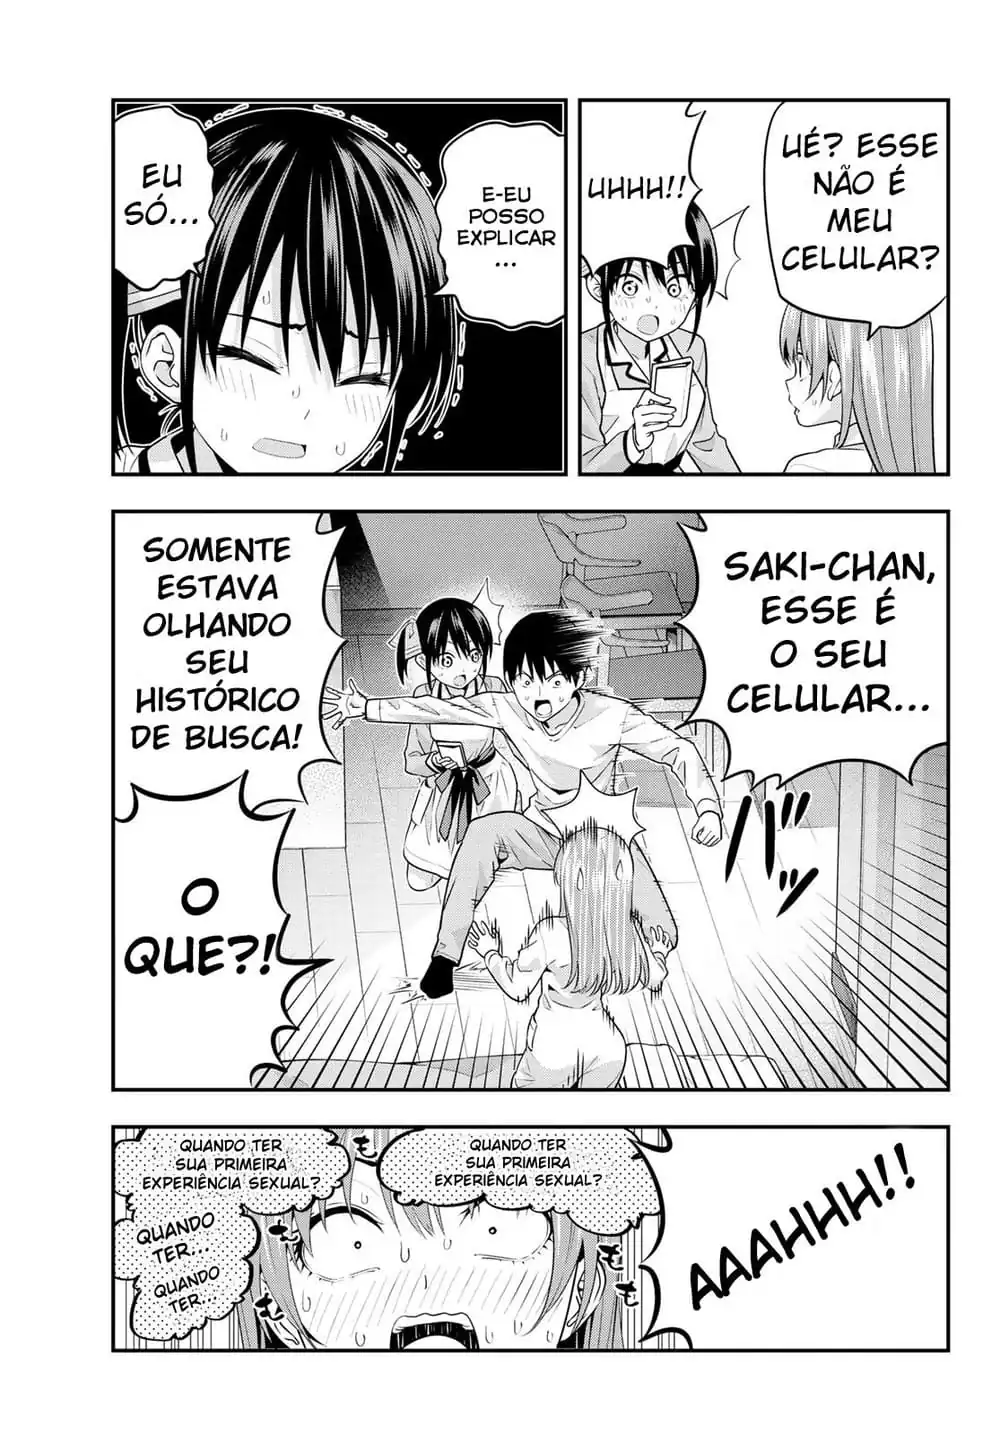 UÉ? ESSE
NÃO É
MEU
CELULAR?
UHHH!!
E-EU
POSSO
EXPLICAR
...
EU
SÓ...
SAKI-CHAN,
ESSE É
O SEU
CELULAR...
SOMENTE
ESTAVA
OLHANDO
SEU
HISTÓRICO
DE BUSCA!
バッ
O
QUE?!
AAAHHH!!
QUANDO TER
SUA PRIMEIRA
EXPERIÊNCIA SEXUAL?
QUANDO TER
SUA PRIMEIRA
EXPERIÊNCIA SEXUAL?
QUANDO
TER...
QUANDO
TER...